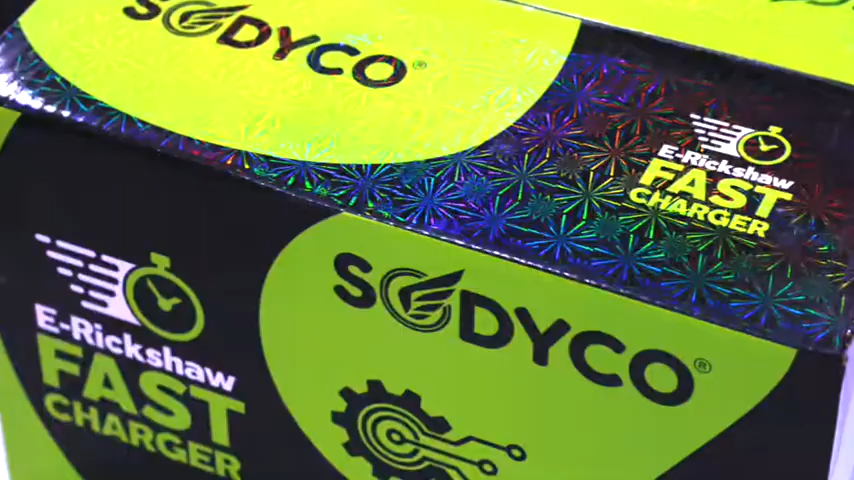 SODYCO®
E-Rickshaw
FAST
CHARGER
SODYCO®
E-Rickshaw
FAST
CHARGER